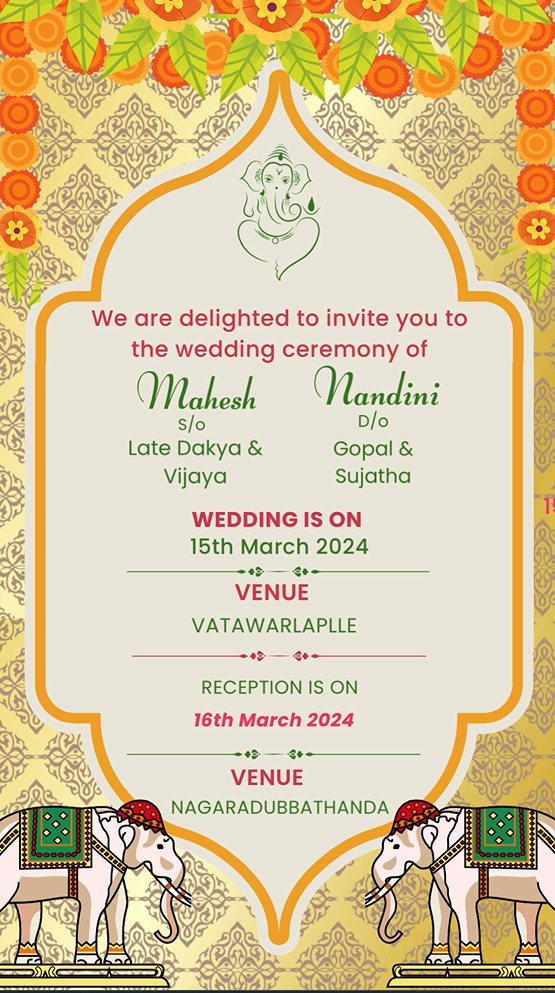 We are delighted to invite you to
the wedding ceremony of
Mahesh
S/o
Late Dakya &
Vijaya
Nandini
D/o
Gopal &
Sujatha
WEDDING IS ON
15th March 2024
VENUE
VATAWARLAPLLE
RECEPTION IS ON
16th March 2024
VENUE
NAGARADUBBATHANDA